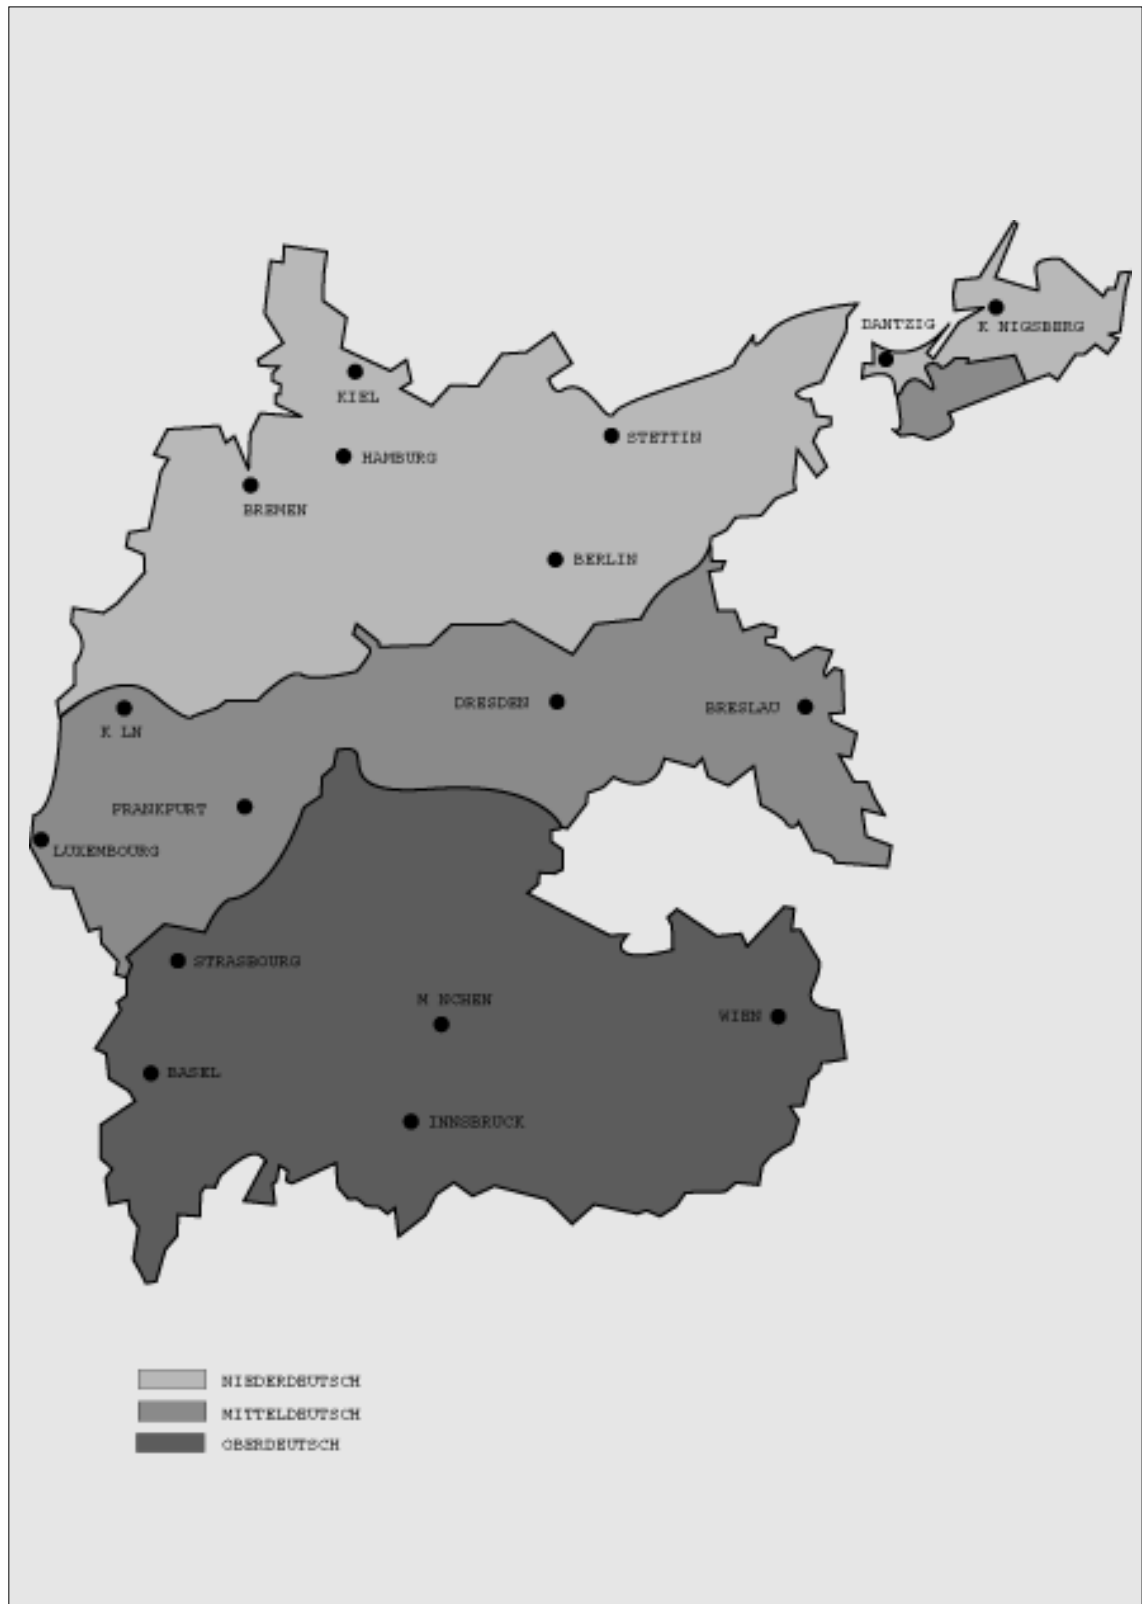 DANTZIG
K NIGSBERG
KIEL
STETTIN
HAMBURG
BREMEN
BERLIN
DRESDEN
BRESLAU
K LN
FRANKFURT
LUXEMBOURG
STRASBOURG
M NCHEN
WIEN
BASEL
INNSBRUCK
NIEDERDEUTSCH
MITTELDEUTSCH
OBERDEUTSCH